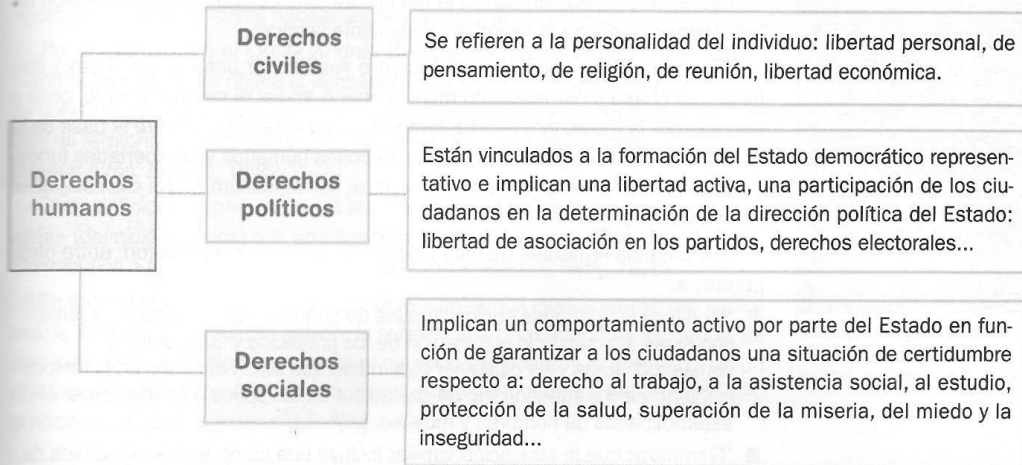 Derechos
humanos
Derechos
civiles
Se refieren a la personalidad del individuo: libertad personal, de
pensamiento, de religión, de reunión, libertad económica.
Derechos
políticos
Están vinculados a la formación del Estado democrático represen-
tativo e implican una libertad activa, una participación de los ciu-
dadanos en la determinación de la dirección política del Estado:
libertad de asociación en los partidos, derechos electorales...
Derechos
sociales
Implican un comportamiento activo por parte del Estado en fun-
ción de garantizar a los ciudadanos una situación de certidumbre
respecto a: derecho al trabajo, a la asistencia social, al estudio,
protección de la salud, superación de la miseria, del miedo y la
inseguridad...